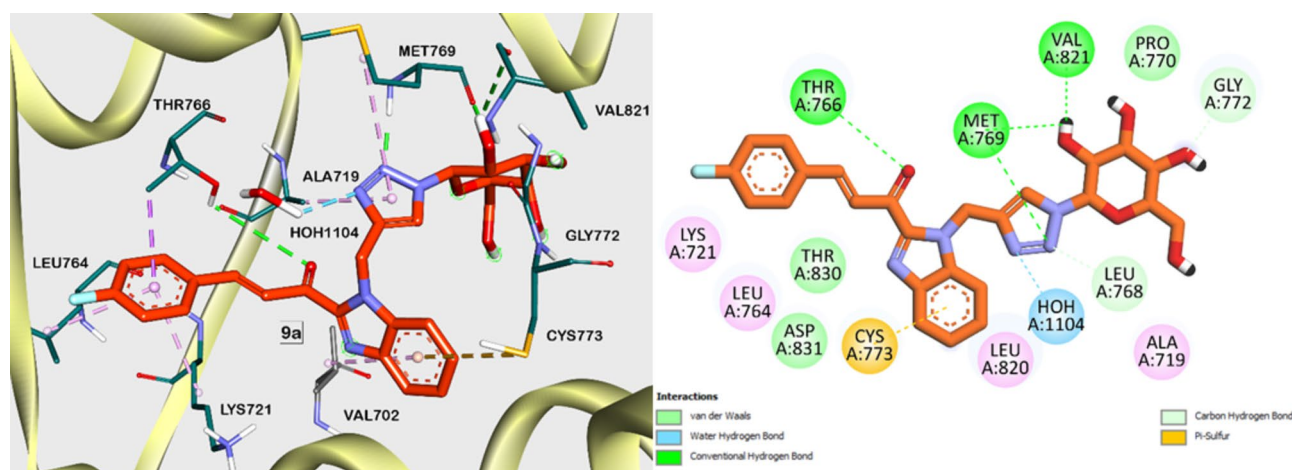 MET769
THR766
VAL821
ALA719
HOH1104
GLY772
LEU764
9a
CYS773
LYS721
VAL702
VAL
A:821
PRO
A:770
THR
A:766
GLY
A:772
MET
A:769
LYS
A:721
THR
A:830
LEU
A:764
LEU
A:768
HOH
A:1104
ASP
A:831
CYS
A:773
LEU
A:820
ALA
A:719
Interactions
van der Waals
Water Hydrogen Bond
Conventional Hydrogen Bond
Carbon Hydrogen Bond
Pi-Sulfur